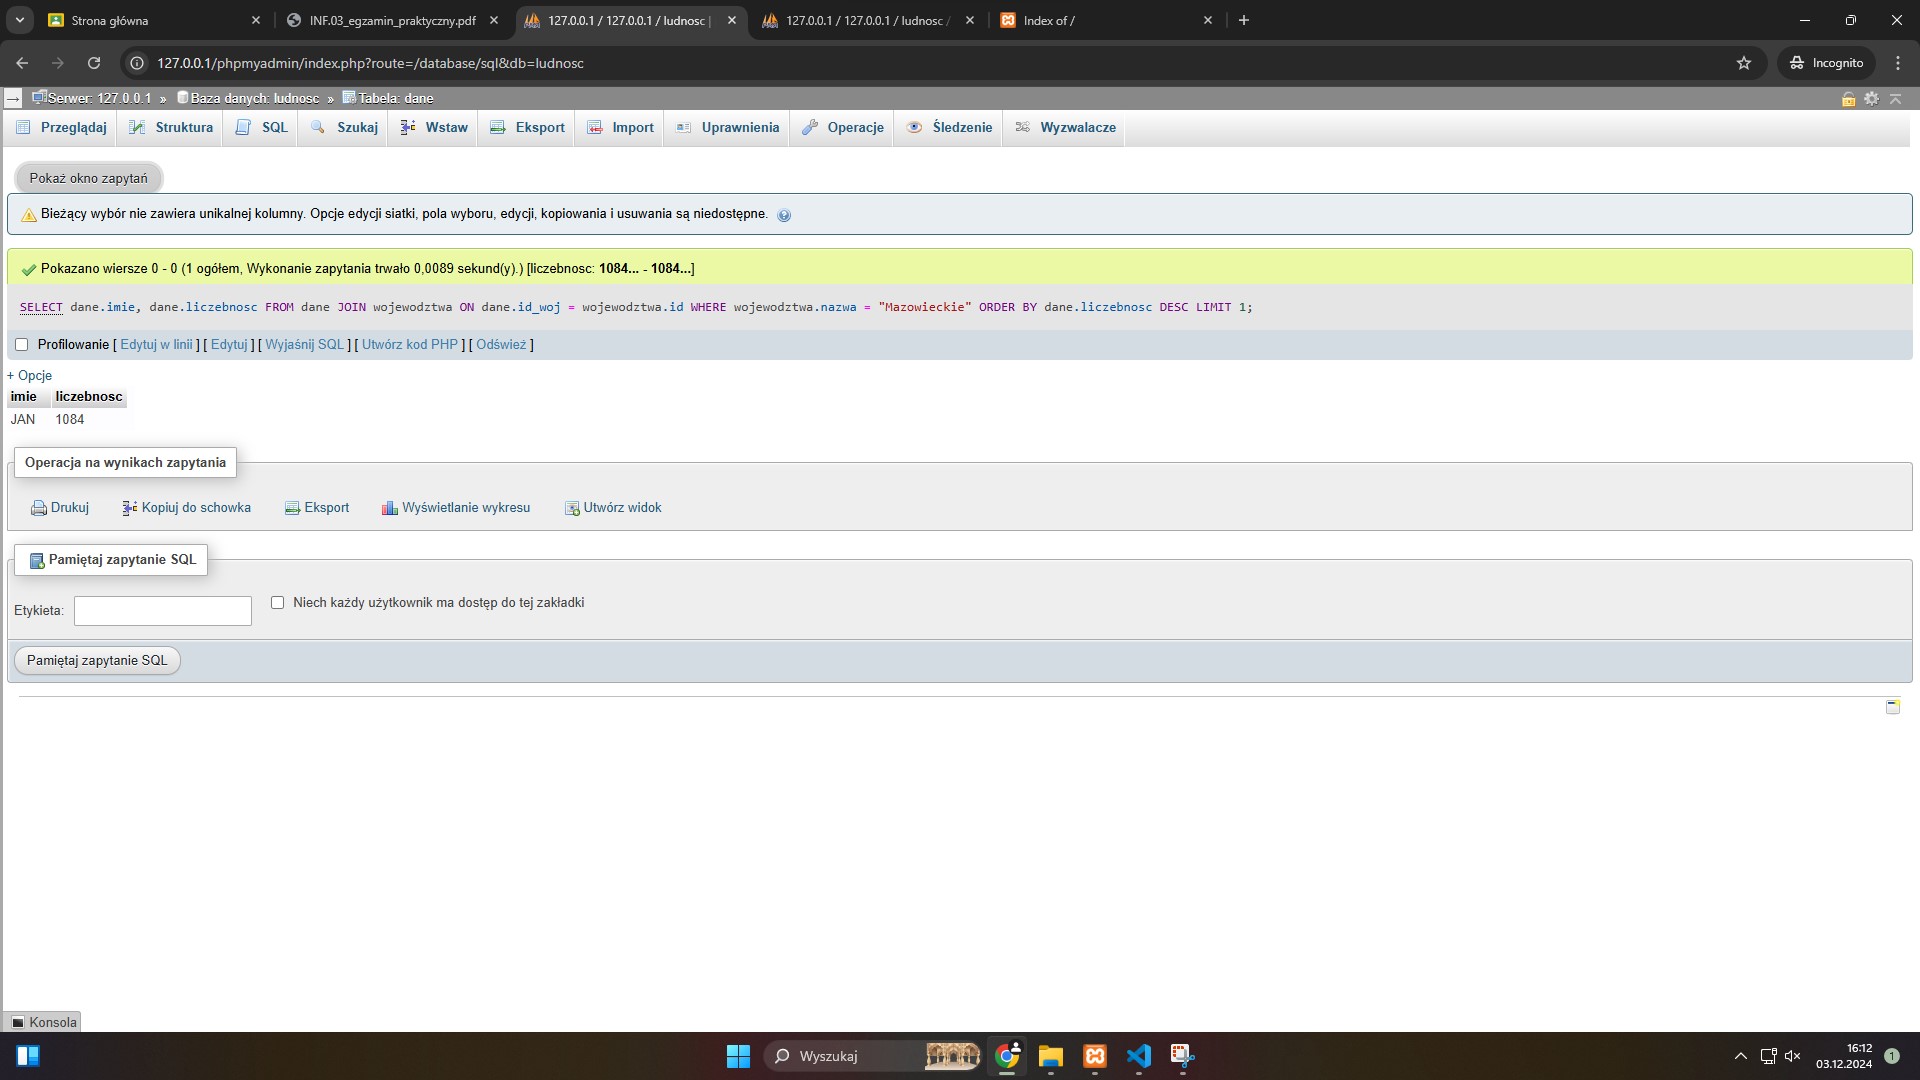 Strona główna
INF.03_egzamin_praktyczny.pdf
127.0.0.1 / 127.0.0.1 / ludnosc |
127.0.0.1 / 127.0.0.1 / ludnosc /
Index of /
127.0.0.1/phpmyadmin/index.php?route=/database/sql&db=ludnosc
Incognito
Serwer: 127.0.0.1 » Baza danych: ludnosc » Tabela: dane
Przeglądaj Struktura SQL Szukaj Wstaw Eksport Import Uprawnienia Operacje Śledzenie Wyzwalacze
Pokaż okno zapytań
Bieżący wybór nie zawiera unikalnej kolumny. Opcje edycji siatki, pola wyboru, edycji, kopiowania i usuwania są niedostępne.
Pokazano wiersze 0 - 0 (1 ogółem, Wykonanie zapytania trwało 0,0089 sekund(y).) [liczebnosc: 1084... - 1084...]
SELECT dane.imie, dane.liczebnosc FROM dane JOIN wojewodztwa ON dane.id_woj = wojewodztwa.id WHERE wojewodztwa.nazwa = "Mazowieckie" ORDER BY dane.liczebnosc DESC LIMIT 1;
Profilowanie [ Edytuj w linii ] [ Edytuj ] [ Wyjaśnij SQL ] [ Utwórz kod PHP ] [ Odśwież ]
+ Opcje
imie liczebnosc
JAN 1084
Operacja na wynikach zapytania
Drukuj Kopiuj do schowka Eksport Wyświetlanie wykresu Utwórz widok
Pamiętaj zapytanie SQL
Etykieta: Niech każdy użytkownik ma dostęp do tej zakładki
Pamiętaj zapytanie SQL
Konsola
Wyszukaj
16:12
03.12.2024
1